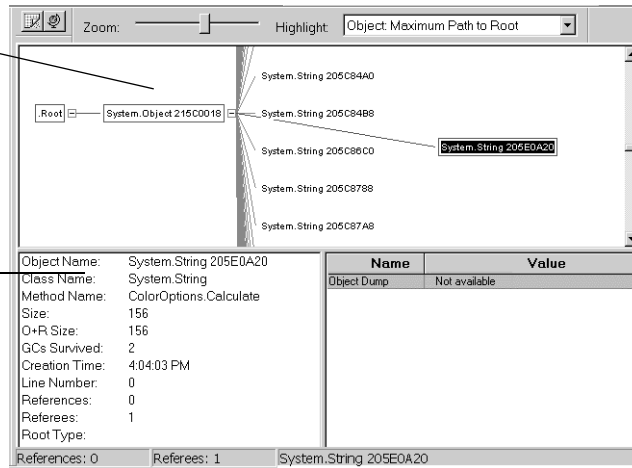 Zoom:
Highlight:
Object: Maximum Path to Root
System.String 205C84A0
.Root
System.Object 215C0018
System.String 205C84B8
System.String 205E0A20
System.String 205C86C0
System.String 205C8788
System.String 205C87A8
Object Name: System.String 205E0A20
Class Name: System.String
Method Name: ColorOptions.Calculate
Size: 156
O+R Size: 156
GCs Survived: 2
Creation Time: 4:04:03 PM
Line Number: 0
References: 0
Referees: 1
Root Type:
Name Value
Object Dump Not available
References: 0 Referees: 1 System.String 205E0A20